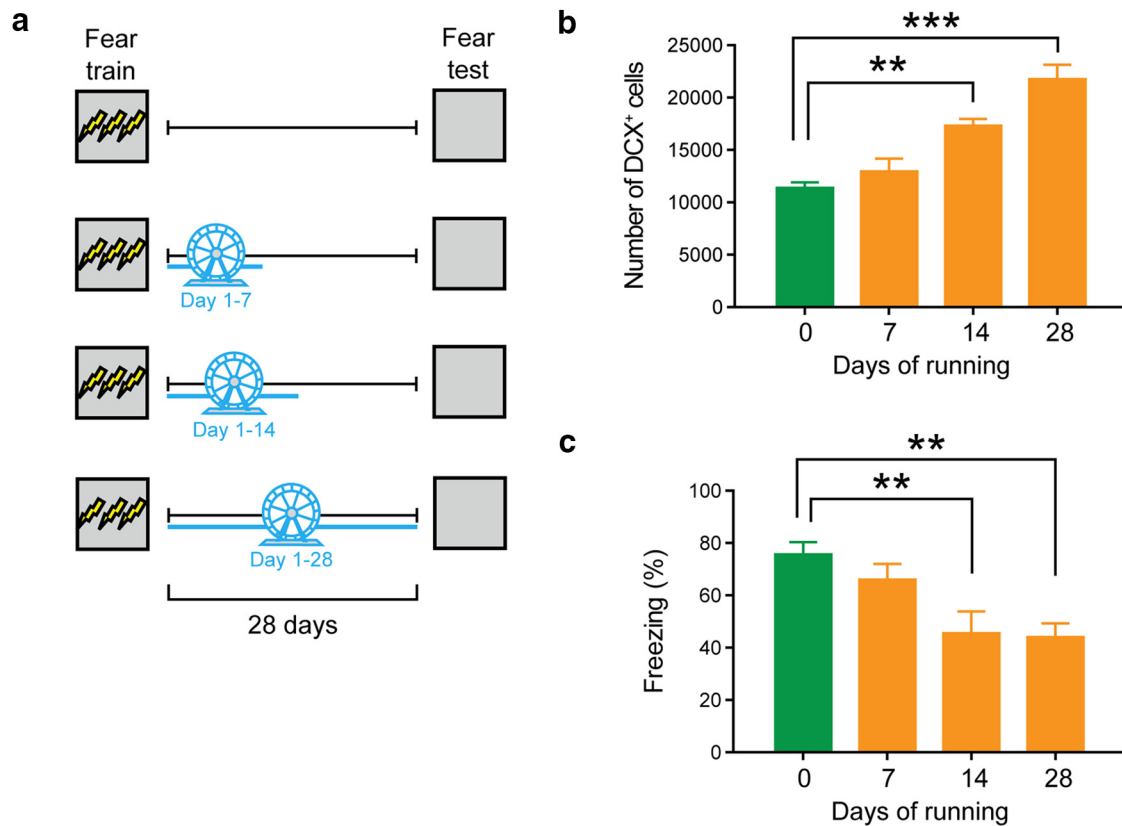 a
Fear
train
Fear
test
Day 1-7
Day 1-14
Day 1-28
28 days
b
Number of DCX⁺ cells
25000
20000
15000
10000
5000
0
**
***
0 7 14 28
Days of running
c
Freezing (%)
100
80
60
40
20
0
**
**
0 7 14 28
Days of running